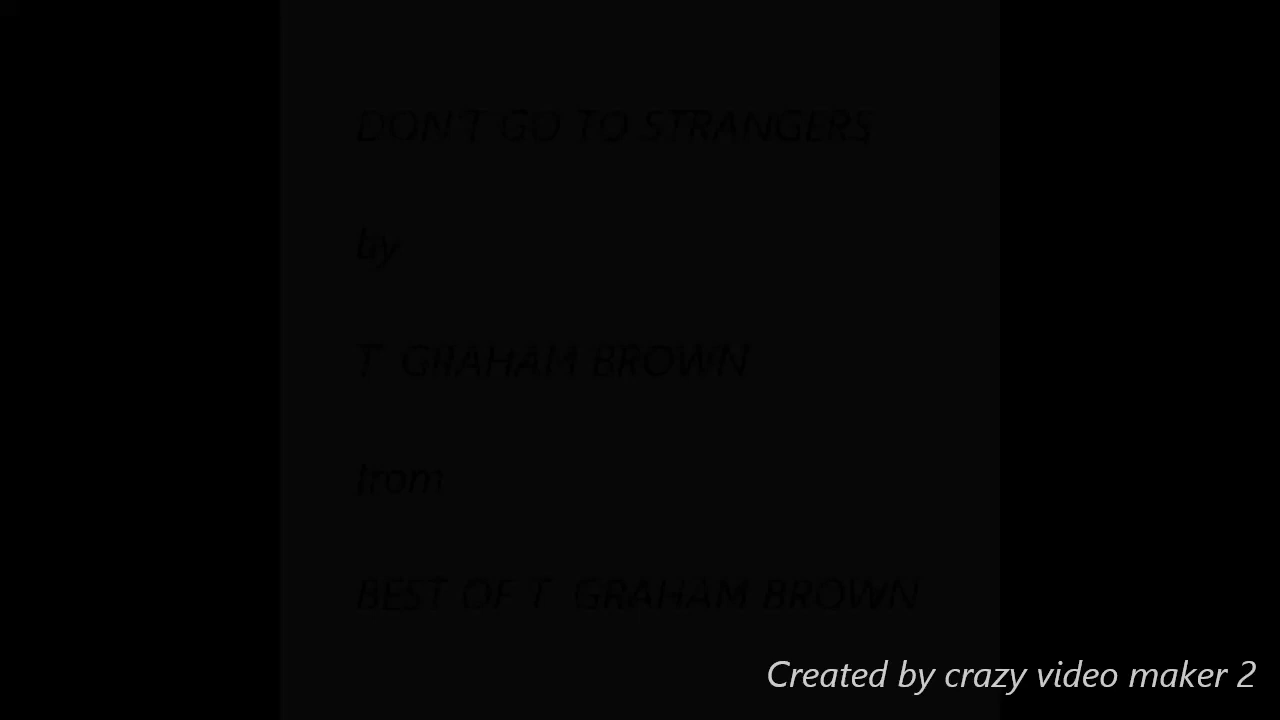 DON'T GO TO STRANGERS
by
T GRAHAM BROWN
from
BEST OF T GRAHAM BROWN
Created by crazy video maker 2